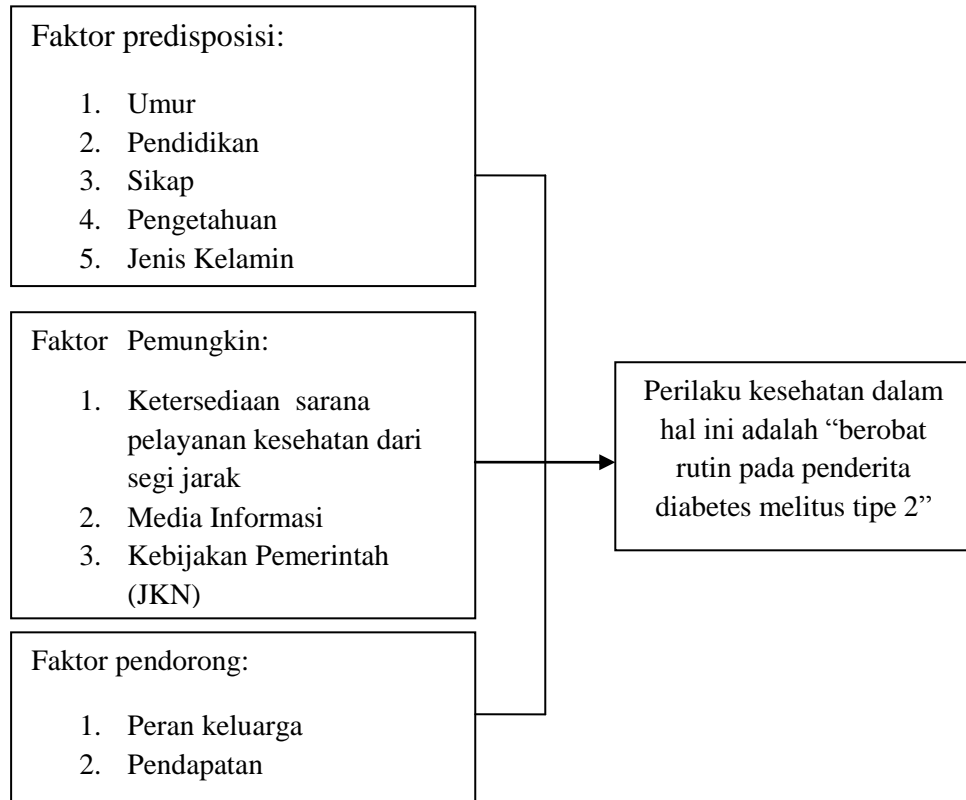 Faktor predisposisi:
1. Umur
2. Pendidikan
3. Sikap
4. Pengetahuan
5. Jenis Kelamin
Faktor Pemungkin:
1. Ketersediaan sarana
pelayanan kesehatan dari
segi jarak
2. Media Informasi
3. Kebijakan Pemerintah
(JKN)
Faktor pendorong:
1. Peran keluarga
2. Pendapatan
Perilaku kesehatan dalam
hal ini adalah “berobat
rutin pada penderita
diabetes melitus tipe 2”